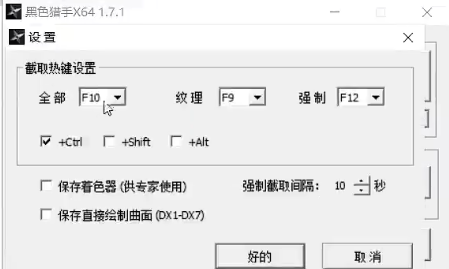 黑色猎手X64 1.7.1
设置
截取热键设置
全部 F10 纹理 F9 强制 F12
+Ctrl +Shift +Alt
保存着色器 (供专家使用) 强制截取间隔： 10 秒
保存直接绘制曲面 (DX1-DX7)
好的 取消